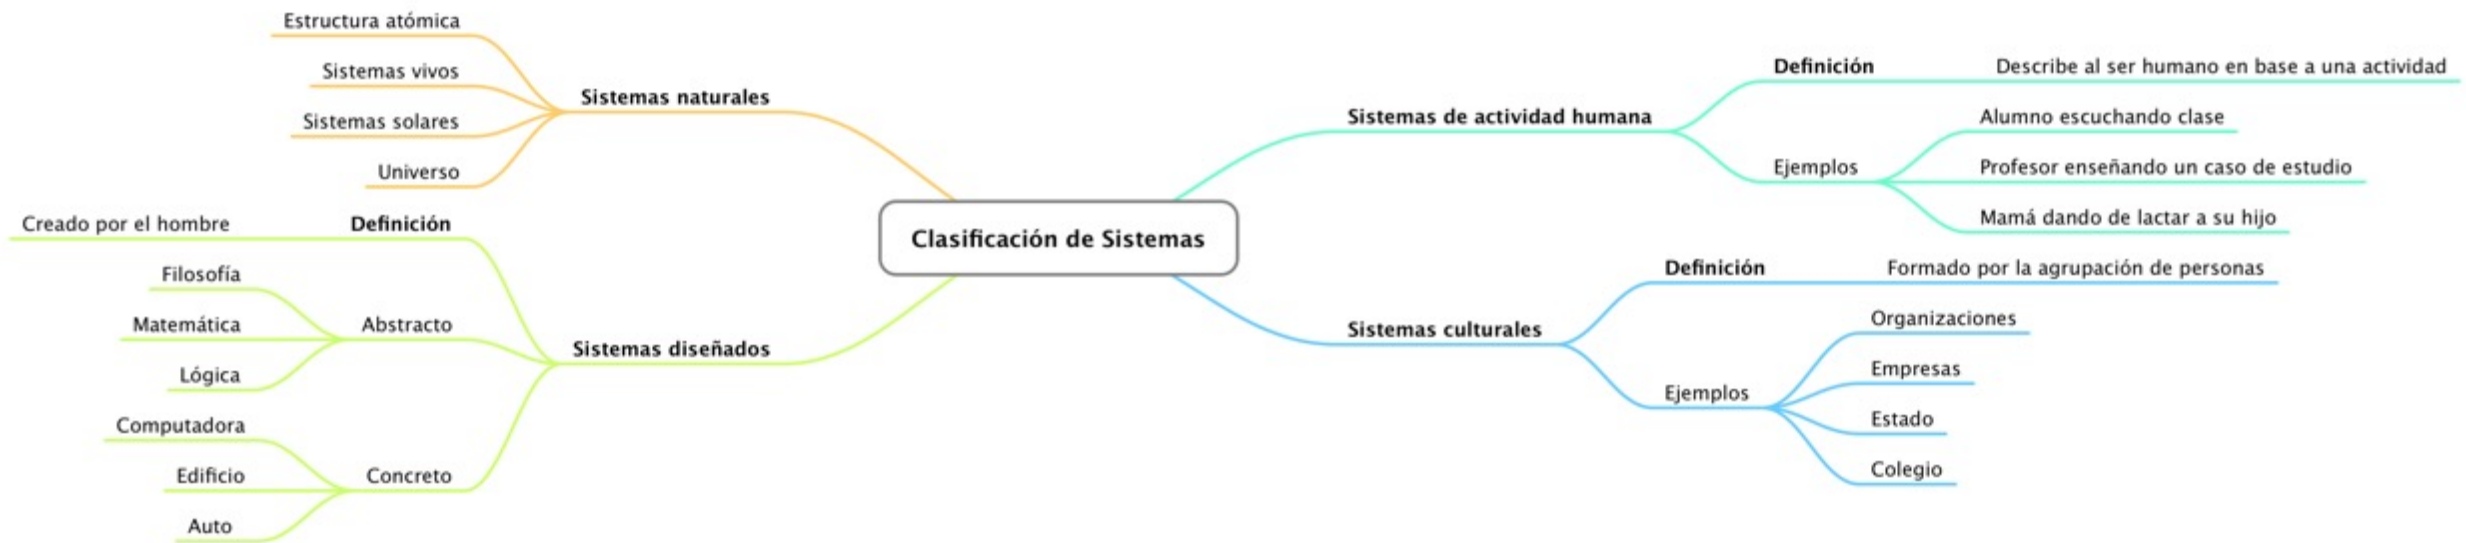 Clasificación de Sistemas
Sistemas naturales
Estructura atómica
Sistemas vivos
Sistemas solares
Universo
Sistemas diseñados
Definición
Creado por el hombre
Abstracto
Filosofía
Matemática
Lógica
Concreto
Computadora
Edificio
Auto
Sistemas de actividad humana
Definición
Describe al ser humano en base a una actividad
Ejemplos
Alumno escuchando clase
Profesor enseñando un caso de estudio
Mamá dando de lactar a su hijo
Sistemas culturales
Definición
Formado por la agrupación de personas
Ejemplos
Organizaciones
Empresas
Estado
Colegio